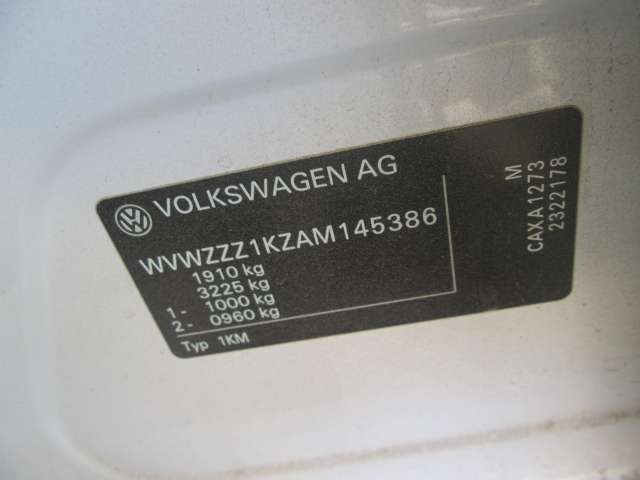 VOLKSWAGEN AG
WVWZZZ1KZAM145386
1910 kg
3225 kg
1- 1000 kg
2- 0960 kg
Typ 1KM
M
CAXA1273
2322178